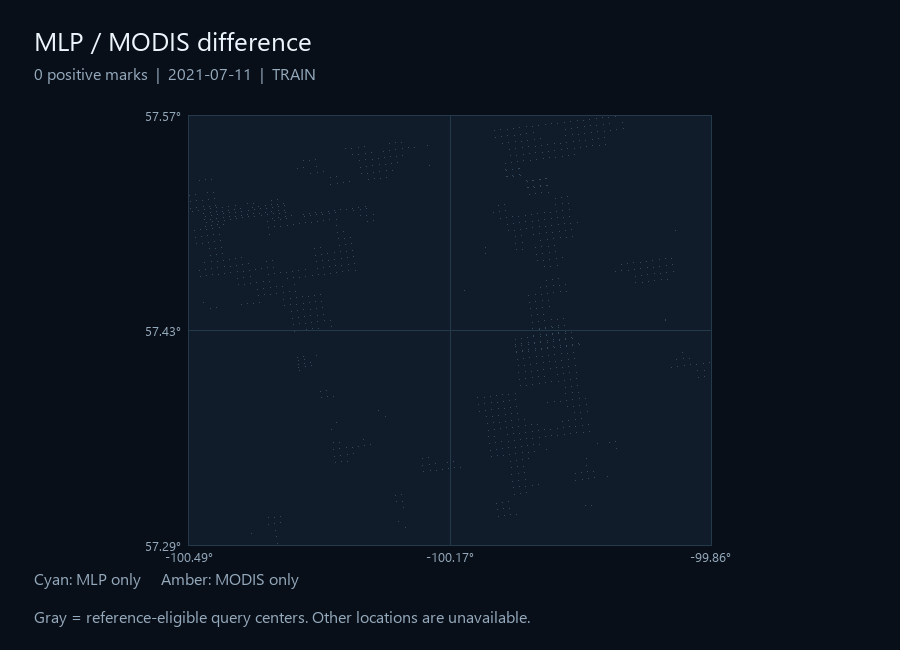 MLP / MODIS difference
0 positive marks | 2021-07-11 | TRAIN
57.57°
57.43°
57.29°
-100.49° -100.17° -99.86°
Cyan: MLP only Amber: MODIS only
Gray = reference-eligible query centers. Other locations are unavailable.